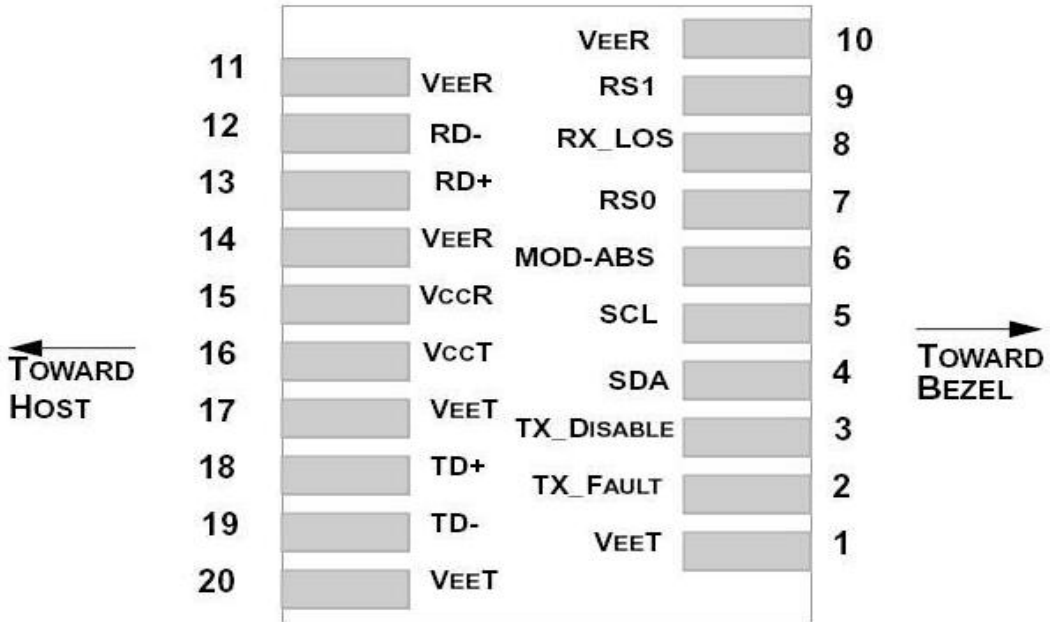 VEER 10
11 VEER
RS1 9
12 RD-
RX_LOS 8
13 RD+
RS0 7
14 VEER
MOD-ABS 6
15 VCCR
SCL 5
16 VCCT
TOWARD HOST
TOWARD BEZEL
SDA 4
17 VEET
TX_DISABLE 3
18 TD+
TX_FAULT 2
19 TD-
VEET 1
20 VEET